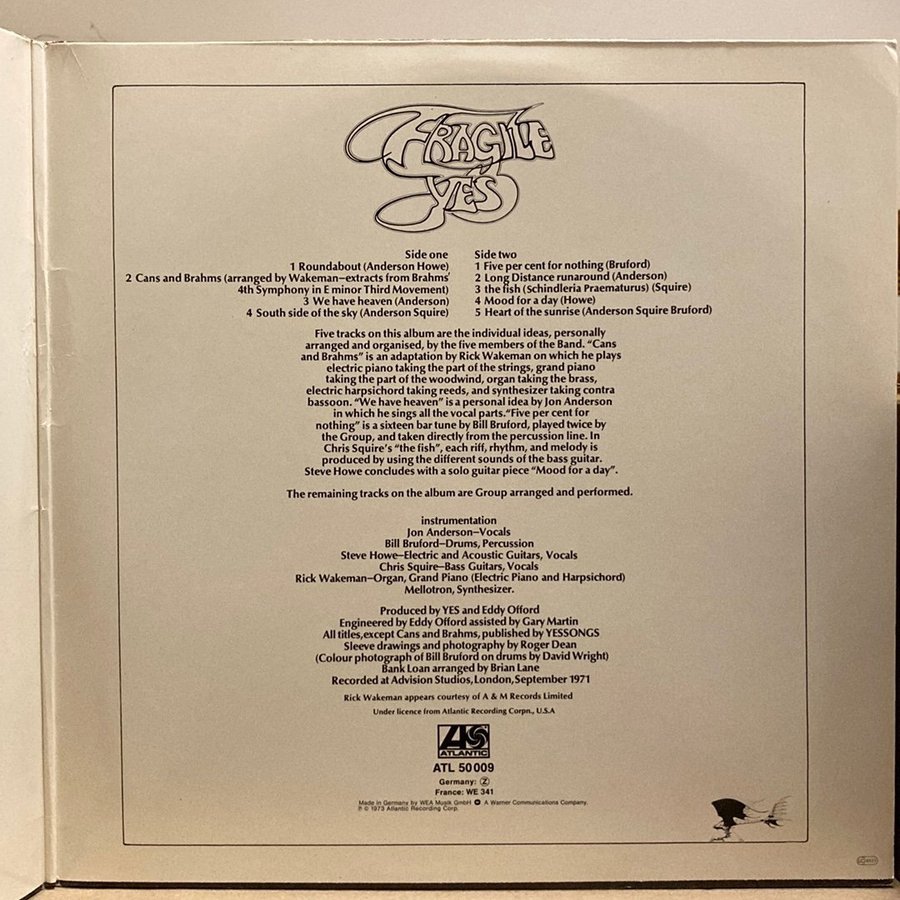 FRAGILE
YES
Side one
1 Roundabout (Anderson Howe)
2 Cans and Brahms (arranged by Wakeman—extracts from Brahms'
4th Symphony in E minor Third Movement)
3 We have heaven (Anderson)
4 South side of the sky (Anderson Squire)
Side two
1 Five per cent for nothing (Bruford)
2 Long Distance runaround (Anderson)
3 the fish (Schindleria Praematurus) (Squire)
4 Mood for a day (Howe)
5 Heart of the sunrise (Anderson Squire Bruford)
Five tracks on this album are the individual ideas, personally
arranged and organised, by the five members of the Band. "Cans
and Brahms" is an adaptation by Rick Wakeman on which he plays
electric piano taking the part of the strings, grand piano
taking the part of the woodwind, organ taking the brass,
electric harpsichord taking reeds, and synthesizer taking contra
bassoon. "We have heaven" is a personal idea by Jon Anderson
in which he sings all the vocal parts."Five per cent for
nothing" is a sixteen bar tune by Bill Bruford, played twice by
the Group, and taken directly from the percussion line. In
Chris Squire's "the fish", each riff, rhythm, and melody is
produced by using the different sounds of the bass guitar.
Steve Howe concludes with a solo guitar piece "Mood for a day".
The remaining tracks on the album are Group arranged and performed.
instrumentation
Jon Anderson—Vocals
Bill Bruford—Drums, Percussion
Steve Howe—Electric and Acoustic Guitars, Vocals
Chris Squire—Bass Guitars, Vocals
Rick Wakeman—Organ, Grand Piano (Electric Piano and Harpsichord)
Mellotron, Synthesizer.
Produced by YES and Eddy Offord
Engineered by Eddy Offord assisted by Gary Martin
All titles,except Cans and Brahms, published by YESSONGS
Sleeve drawings and photography by Roger Dean
(Colour photograph of Bill Bruford on drums by David Wright)
Bank Loan arranged by Brian Lane
Recorded at Advision Studios,London,September 1971
Rick Wakeman appears courtesy of A & M Records Limited
Under licence from Atlantic Recording Corpn., U.S.A
ATLANTIC
ATL 50 009
Germany: Ⓩ
France: WE 341
Made in Germany by WEA Musik GmbH A Warner Communications Company.
℗ © 1973 Atlantic Recording Corp.